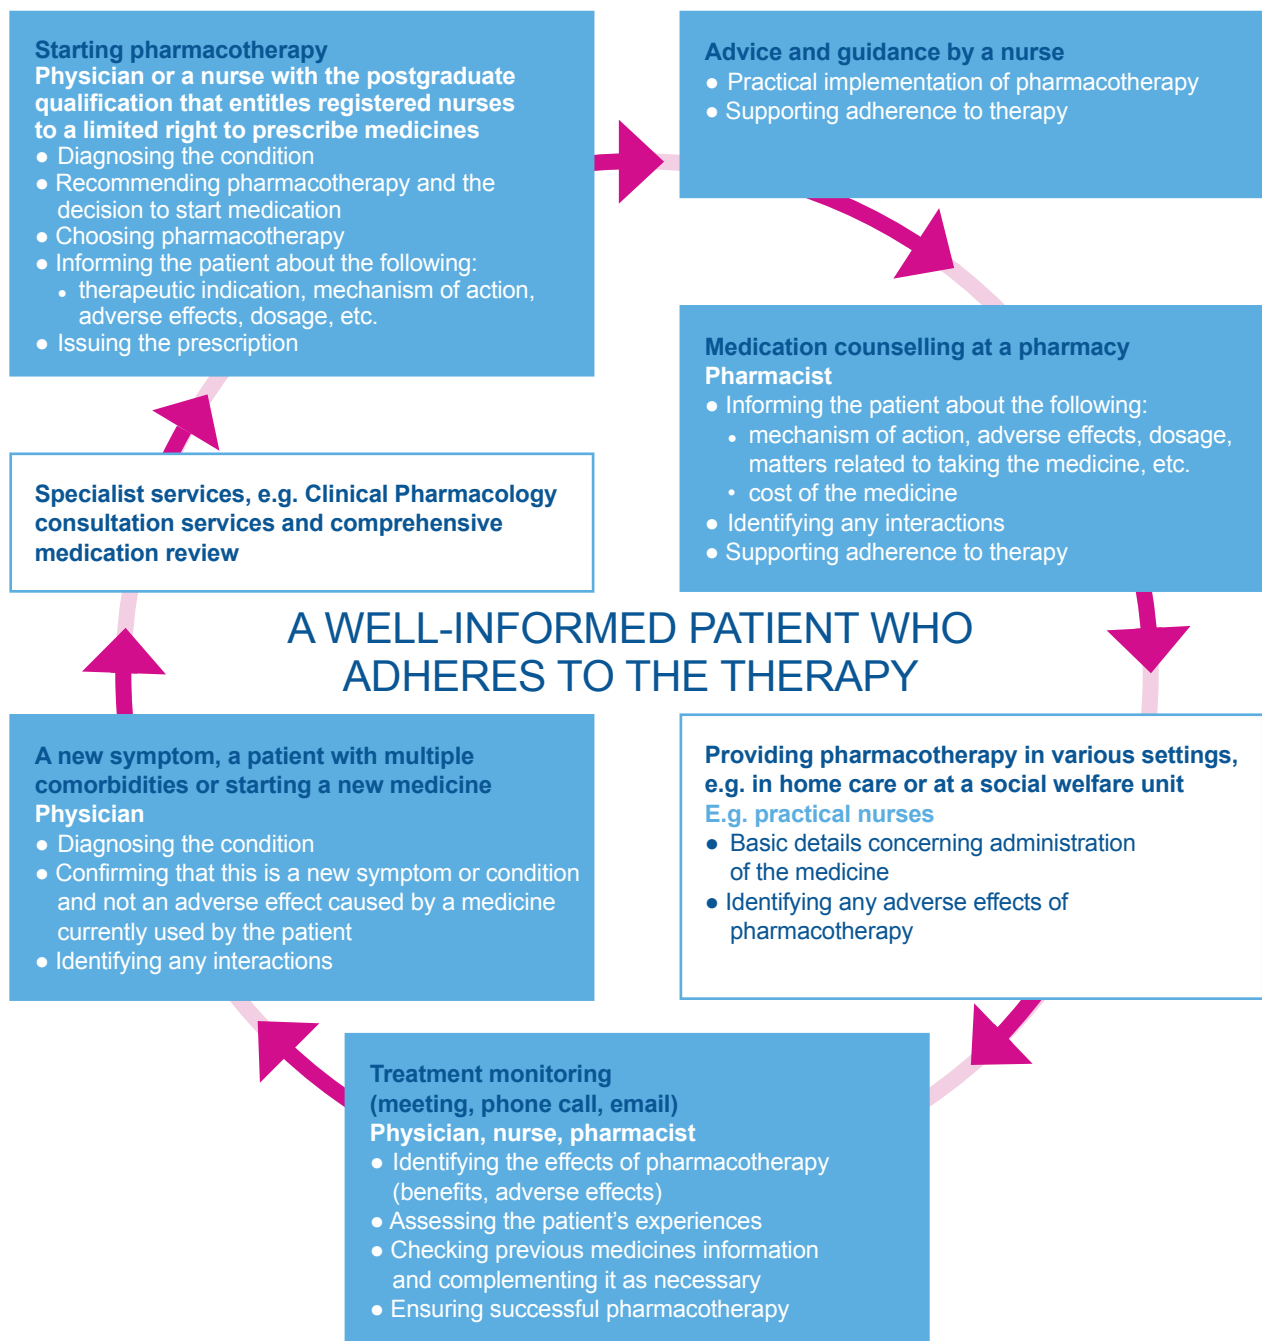 Starting pharmacotherapy
Physician or a nurse with the postgraduate
qualification that entitles registered nurses
to a limited right to prescribe medicines
● Diagnosing the condition
● Recommending pharmacotherapy and the
decision to start medication
● Choosing pharmacotherapy
● Informing the patient about the following:
• therapeutic indication, mechanism of action,
adverse effects, dosage, etc.
● Issuing the prescription
Advice and guidance by a nurse
● Practical implementation of pharmacotherapy
● Supporting adherence to therapy
Medication counselling at a pharmacy
Pharmacist
● Informing the patient about the following:
• mechanism of action, adverse effects, dosage,
matters related to taking the medicine, etc.
• cost of the medicine
● Identifying any interactions
● Supporting adherence to therapy
Specialist services, e.g. Clinical Pharmacology
consultation services and comprehensive
medication review
A WELL-INFORMED PATIENT WHO
ADHERES TO THE THERAPY
A new symptom, a patient with multiple
comorbidities or starting a new medicine
Physician
● Diagnosing the condition
● Confirming that this is a new symptom or condition
and not an adverse effect caused by a medicine
currently used by the patient
● Identifying any interactions
Providing pharmacotherapy in various settings,
e.g. in home care or at a social welfare unit
E.g. practical nurses
● Basic details concerning administration
of the medicine
● Identifying any adverse effects of
pharmacotherapy
Treatment monitoring
(meeting, phone call, email)
Physician, nurse, pharmacist
● Identifying the effects of pharmacotherapy
(benefits, adverse effects)
● Assessing the patient's experiences
● Checking previous medicines information
and complementing it as necessary
● Ensuring successful pharmacotherapy